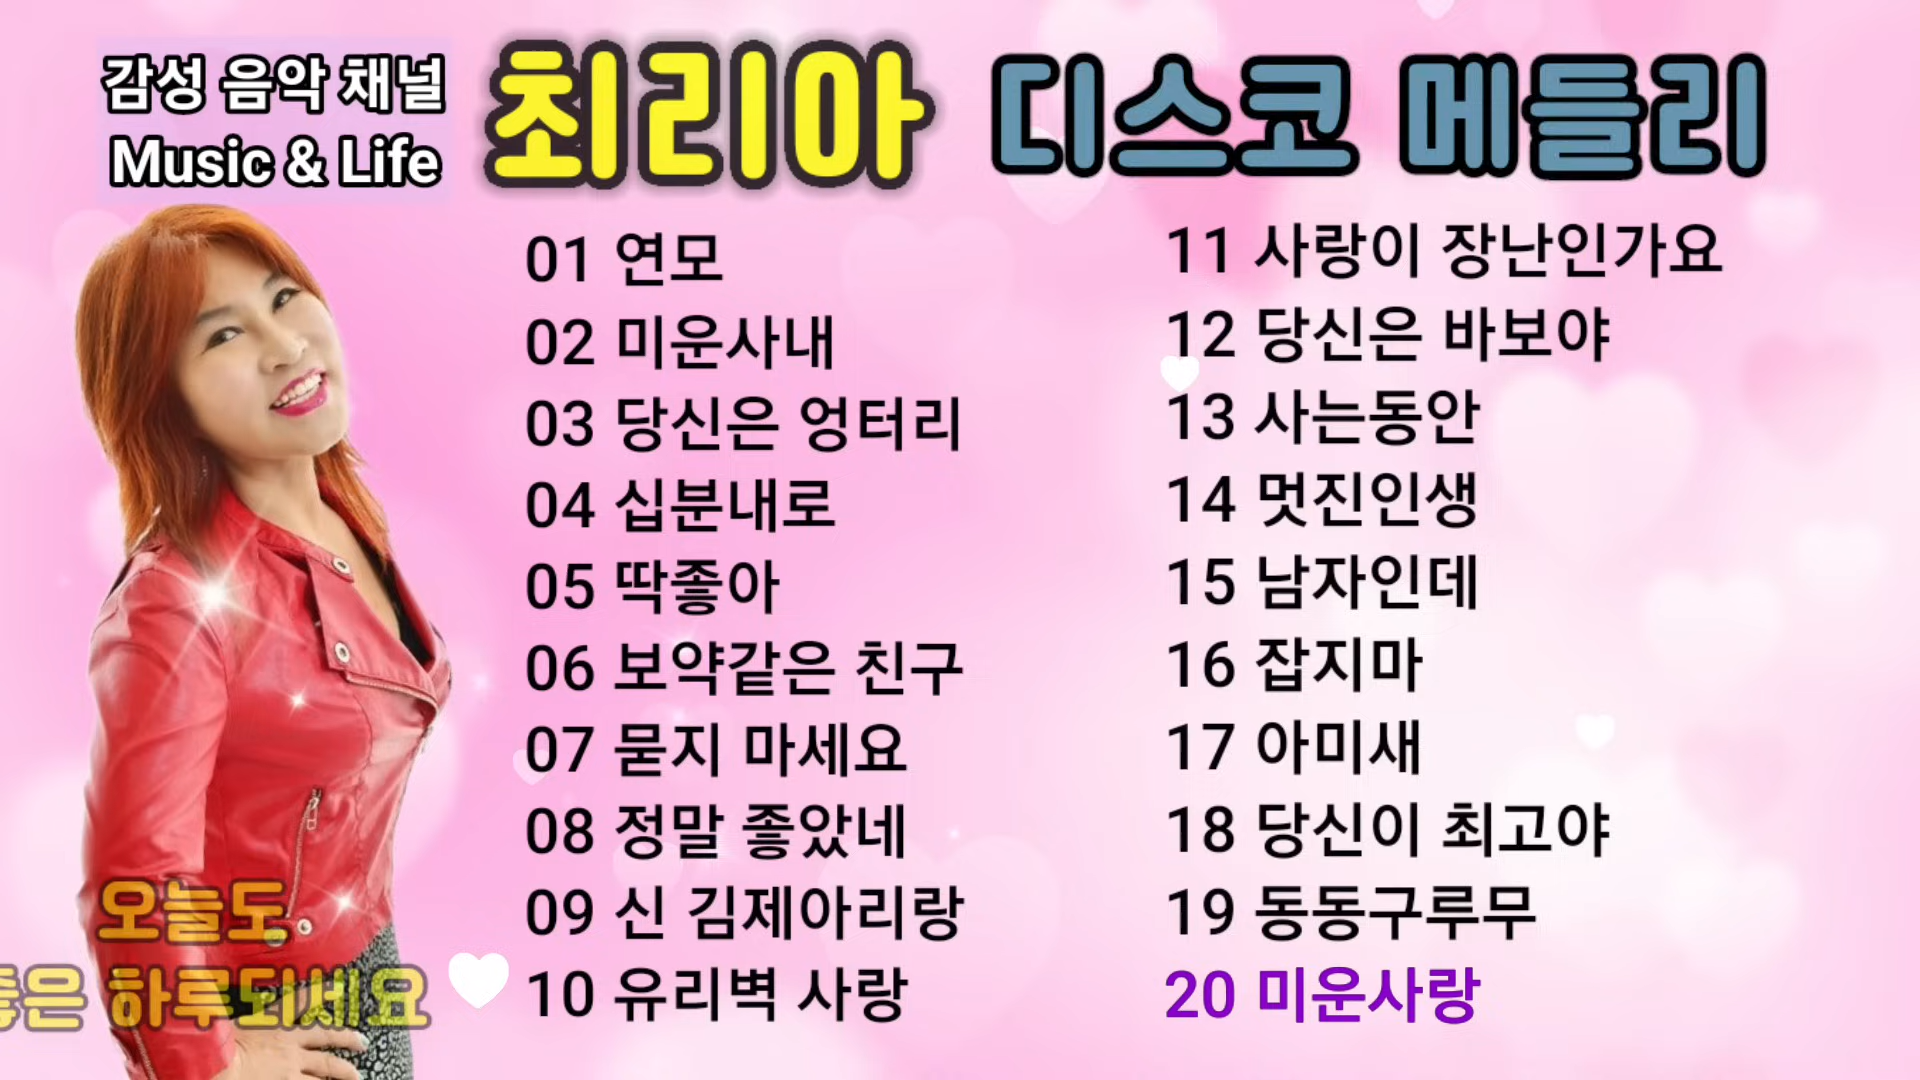 감성 음악 채널
Music & Life
최리아 디스코 메들리
01 연모
02 미운사내
03 당신은 엉터리
04 십분내로
05 딱좋아
06 보약같은 친구
07 묻지 마세요
08 정말 좋았네
09 신 김제아리랑
10 유리벽 사랑
11 사랑이 장난인가요
12 당신은 바보야
13 사는동안
14 멋진인생
15 남자인데
16 잡지마
17 아미새
18 당신이 최고야
19 동동구루무
20 미운사랑
오늘도
좋은 하루되세요